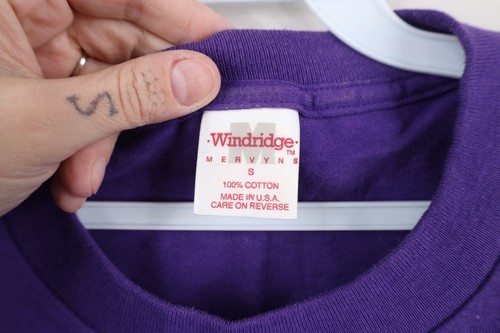 ·Windridge·
TM
M
MERVYNS
S
100% COTTON
MADE IN U.S.A.
CARE ON REVERSE